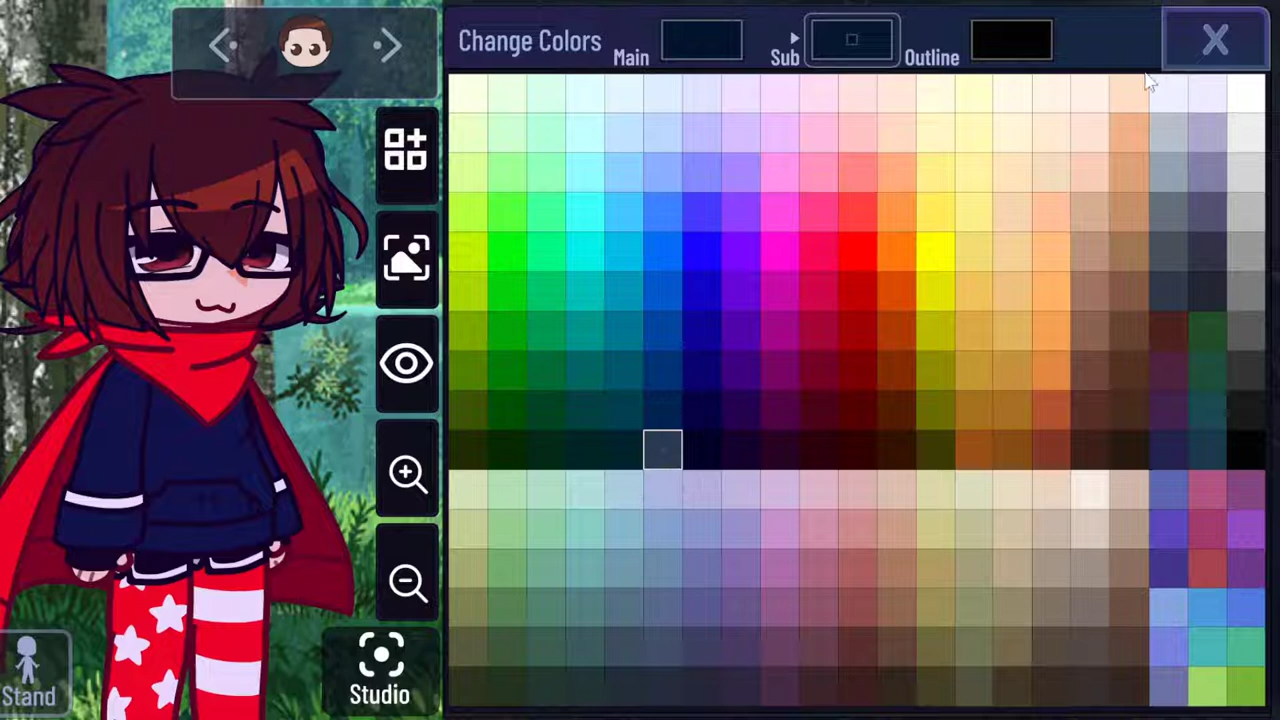 Change Colors
Main
Sub
Outline
X
Stand
Studio